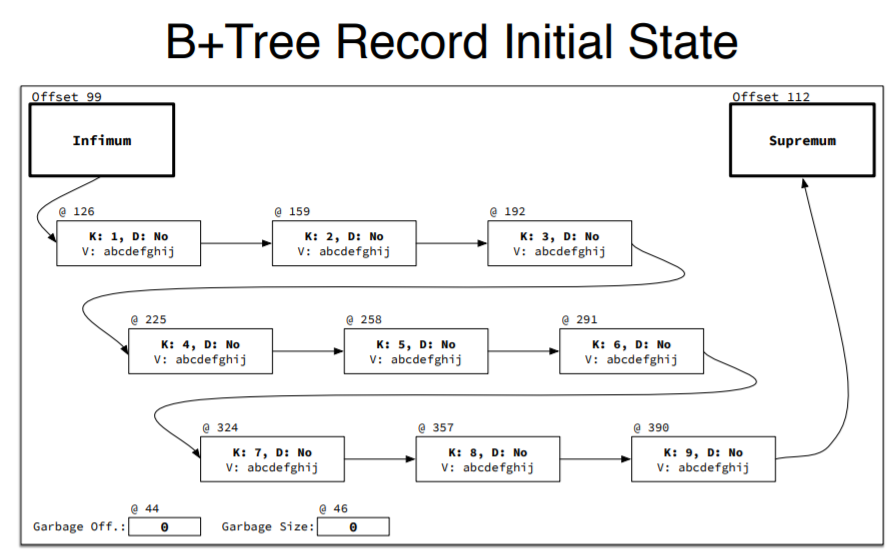 B+Tree Record Initial State
Offset 99
Offset 112
Infimum
Supremum
@ 126
@ 159
@ 192
K: 1, D: No
V: abcdefghij
K: 2, D: No
V: abcdefghij
K: 3, D: No
V: abcdefghij
@ 225
@ 258
@ 291
K: 4, D: No
V: abcdefghij
K: 5, D: No
V: abcdefghij
K: 6, D: No
V: abcdefghij
@ 324
@ 357
@ 390
K: 7, D: No
V: abcdefghij
K: 8, D: No
V: abcdefghij
K: 9, D: No
V: abcdefghij
@ 44
@ 46
Garbage Off.: 0
Garbage Size: 0